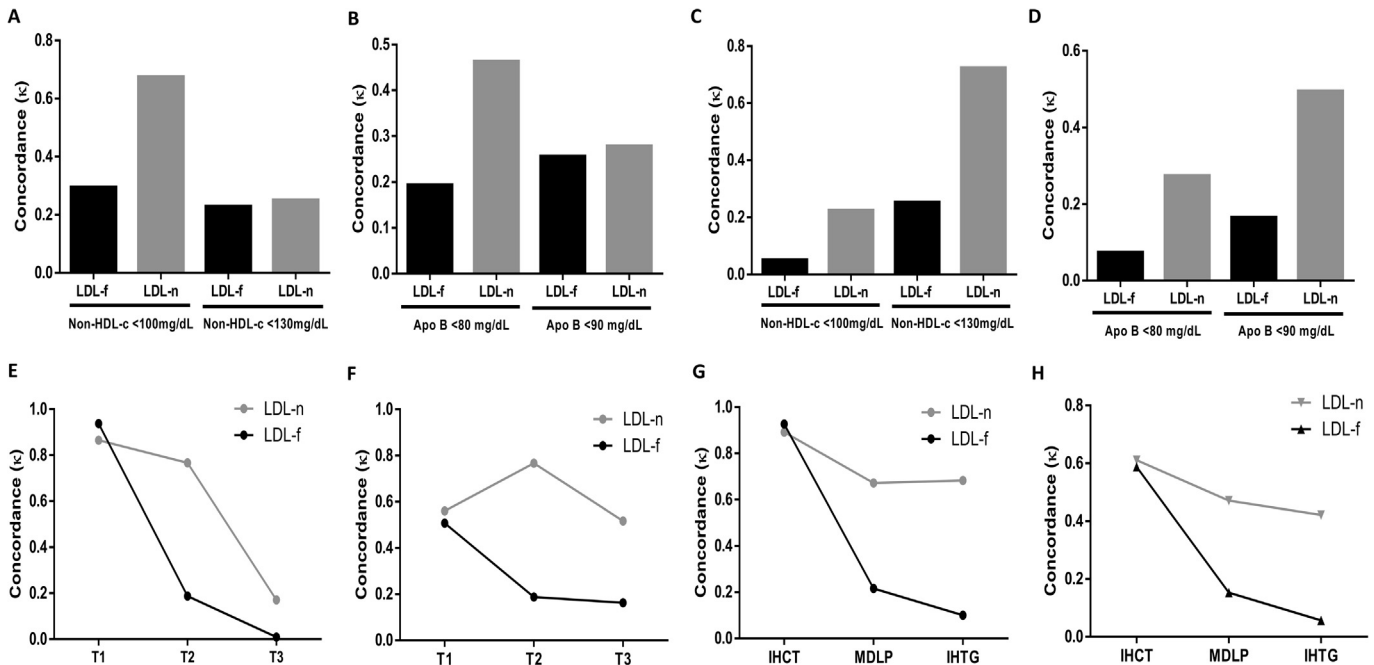 A
Concordance (κ)
0.8
0.6
0.4
0.2
0.0
LDL-f LDL-n LDL-f LDL-n
Non-HDL-c <100mg/dL Non-HDL-c <130mg/dL
B
Concordance (κ)
0.5
0.4
0.3
0.2
0.1
0.0
LDL-f LDL-n LDL-f LDL-n
Apo B <80 mg/dL Apo B <90 mg/dL
C
Concordance (κ)
0.8
0.6
0.4
0.2
0.0
LDL-f LDL-n LDL-f LDL-n
Non-HDL-c <100mg/dL Non-HDL-c <130mg/dL
D
Concordance (κ)
0.6
0.4
0.2
0.0
LDL-f LDL-n LDL-f LDL-n
Apo B <80 mg/dL Apo B <90 mg/dL
E
Concordance (κ)
1.0
0.8
0.6
0.4
0.2
0.0
LDL-n
LDL-f
T1 T2 T3
F
Concordance (κ)
1.0
0.8
0.6
0.4
0.2
0.0
LDL-n
LDL-f
T1 T2 T3
G
Concordance (κ)
1.0
0.8
0.6
0.4
0.2
0.0
LDL-n
LDL-f
IHCT MDLP IHTG
H
Concordance (κ)
0.8
0.6
0.4
0.2
0.0
LDL-n
LDL-f
IHCT MDLP IHTG